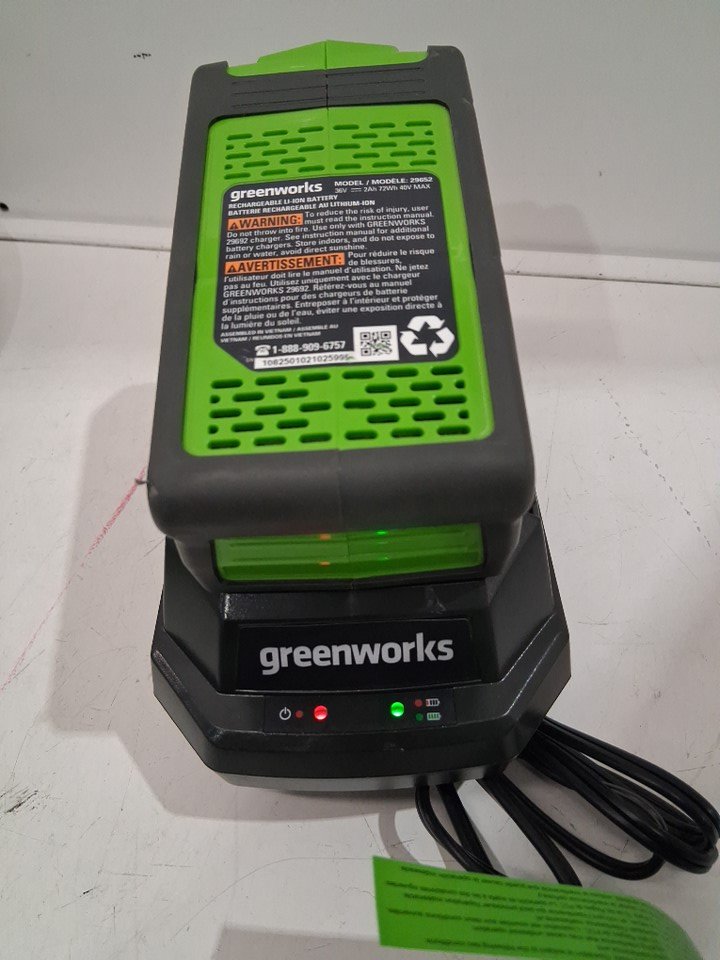 greenworks
MODEL / MODÈLE: 29652
36V 2Ah 72Wh 40V MAX
RECHARGEABLE LI-ION BATTERY
BATTERIE RECHARGEABLE AU LITHIUM-ION
WARNING: To reduce the risk of injury, user
must read the instruction manual.
Do not throw into fire. Use only with GREENWORKS
29692 charger. See instruction manual for additional
battery chargers. Store indoors, and do not expose to
rain or water, avoid direct sunshine.
AVERTISSEMENT: Pour réduire le risque
de blessures,
l'utilisateur doit lire le manuel d'utilisation. Ne jetez
pas au feu. Utilisez uniquement avec le chargeur
GREENWORKS 29692. Référez-vous au manuel
d'instructions pour des chargeurs de batterie
supplémentaires. Entreposer à l'intérieur et protéger
de la pluie ou de l'eau, éviter une exposition directe à
la lumière du soleil.
ASSEMBLED IN VIETNAM / ASSEMBLÉ AU
VIETNAM / REUNIDOS EN VIETNAM
1-888-909-6757
greenworks